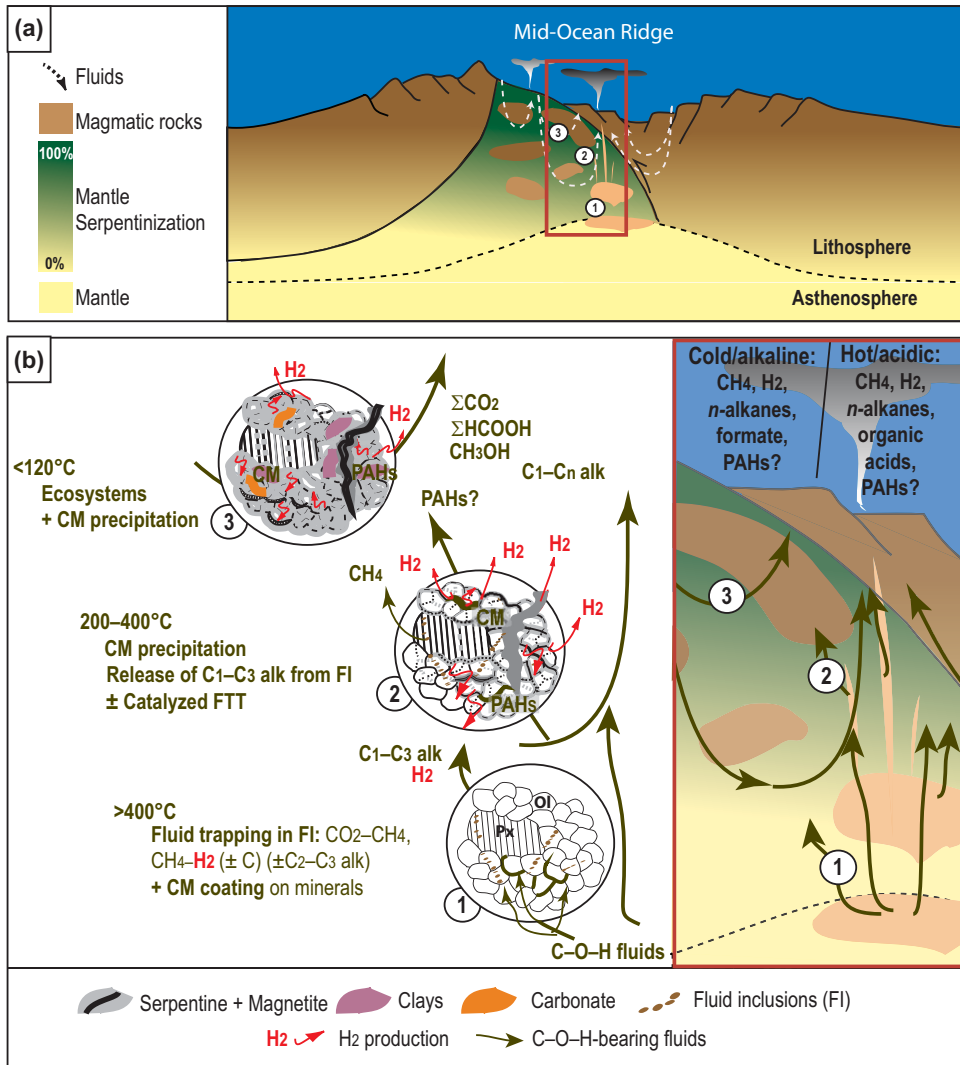 (a)
Mid-Ocean Ridge
Fluids
Magmatic rocks
100%
Mantle
Serpentinization
0%
Mantle
3
2
1
Lithosphere
Asthenosphere
(b)
H2
H2
CM
PAHs
3
<120°C
Ecosystems
+ CM precipitation
ΣCO2
ΣHCOOH
CH3OH
C1–Cn alk
PAHs?
CH4
H2
H2
H2
H2
CM
PAHs
2
200–400°C
CM precipitation
Release of C1–C3 alk from FI
± Catalyzed FTT
C1–C3 alk
H2
Ol
Px
1
>400°C
Fluid trapping in FI: CO2–CH4,
CH4–H2 (± C) (±C2–C3 alk)
+ CM coating on minerals
C–O–H fluids
Cold/alkaline:
CH4, H2,
n-alkanes,
formate,
PAHs?
Hot/acidic:
CH4, H2,
n-alkanes,
organic
acids,
PAHs?
3
2
1
Serpentine + Magnetite
Clays
Carbonate
Fluid inclusions (FI)
H2
H2 production
C–O–H-bearing fluids